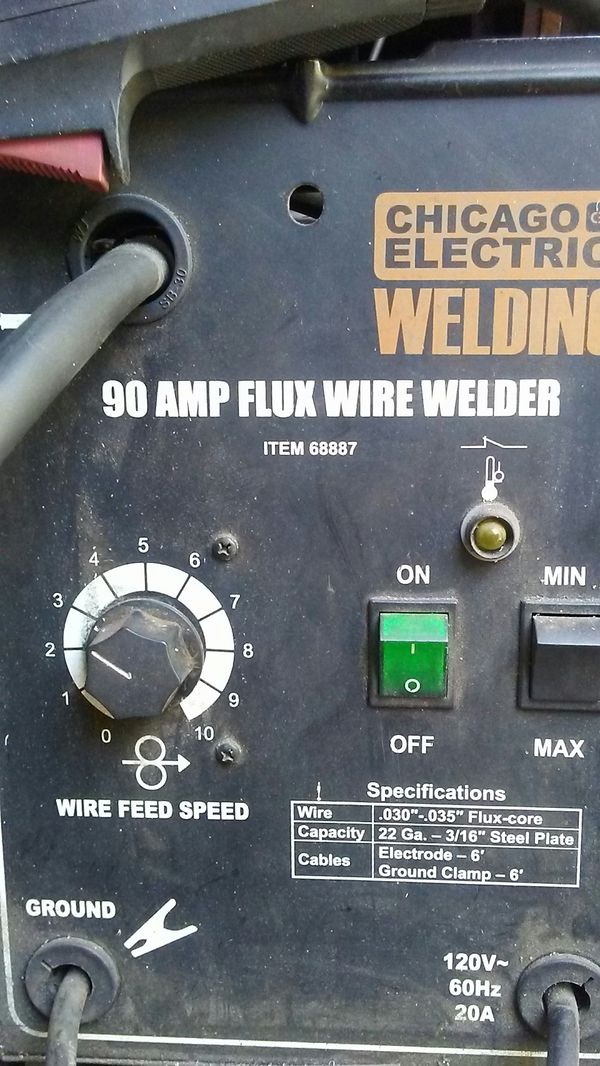 SB-30
CHICAGO
ELECTRIC
WELDING
90 AMP FLUX WIRE WELDER
ITEM 68887
ON
MIN
0 1 2 3 4 5 6 7 8 9 10
I
O
OFF
MAX
WIRE FEED SPEED
Specifications
Wire .030"-.035" Flux-core
Capacity 22 Ga. – 3/16" Steel Plate
Cables Electrode – 6'
Ground Clamp – 6'
GROUND
120V~
60Hz
20A